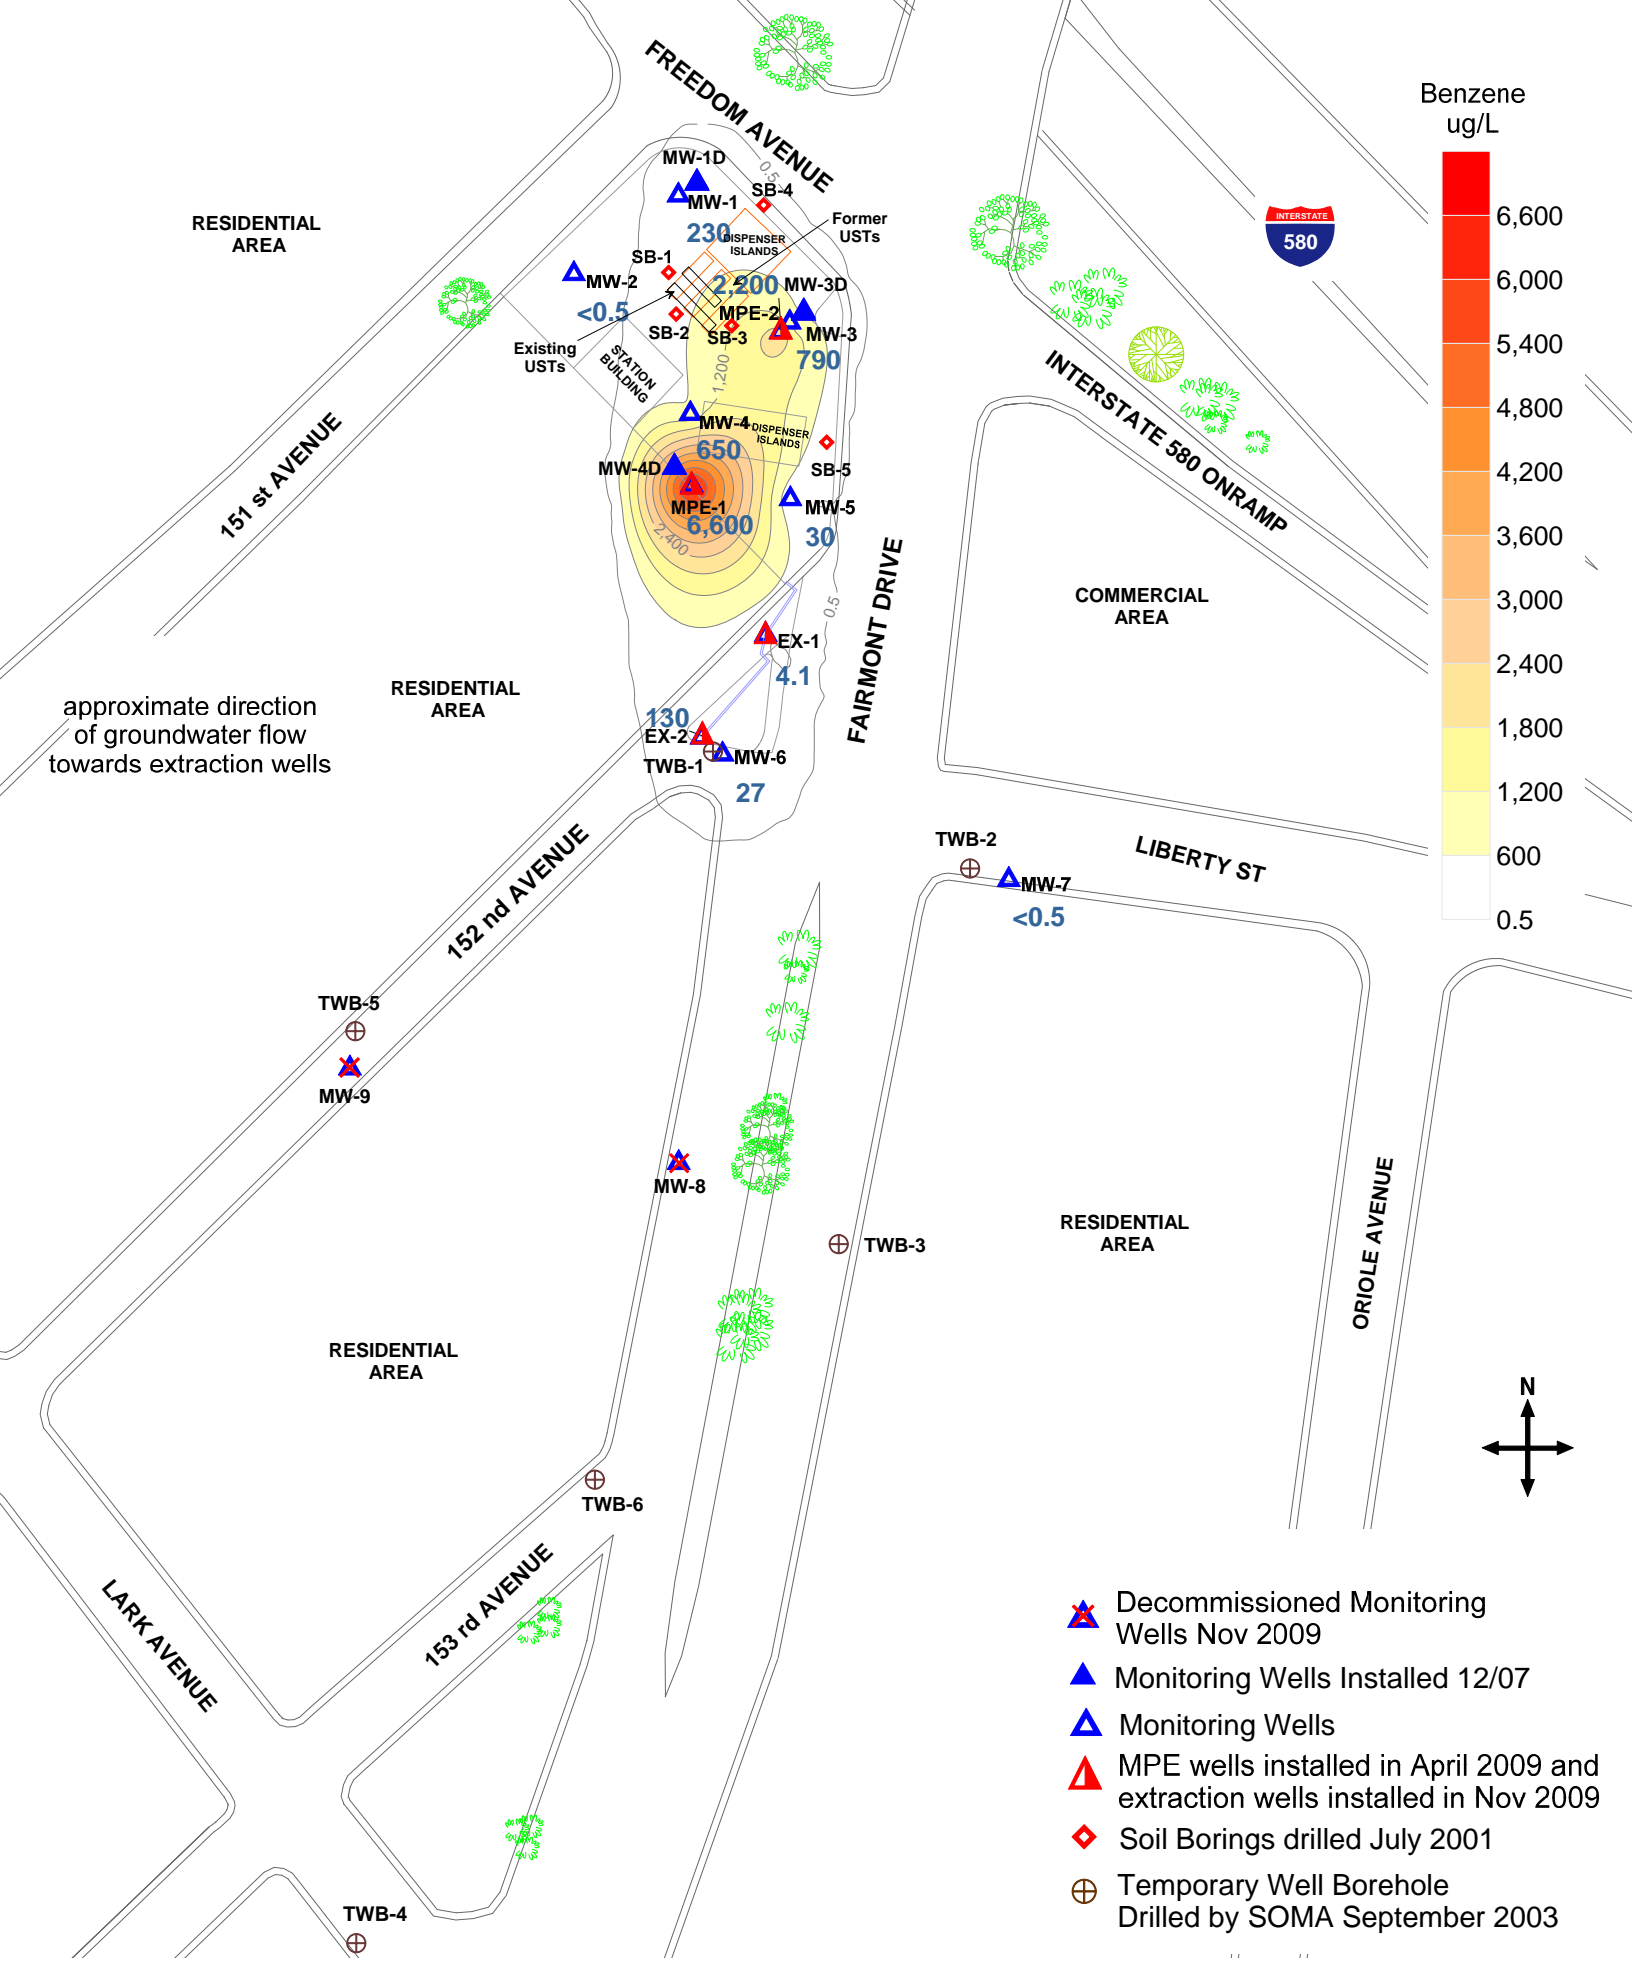 FREEDOM AVENUE
Benzene
ug/L
6,600
6,000
5,400
4,800
4,200
3,600
3,000
2,400
1,800
1,200
600
0.5
INTERSTATE
580
RESIDENTIAL
AREA
MW-1D
MW-1
230
0.5
SB-4
Former
USTs
DISPENSER
ISLANDS
SB-1
MW-2
<0.5
2,200
MW-3D
MPE-2
MW-3
790
SB-2
SB-3
Existing
USTs
STATION
BUILDING
1,200
MW-4
650
DISPENSER
ISLANDS
SB-5
MW-4D
MPE-1
6,600
2,400
MW-5
30
0.5
151 st AVENUE
INTERSTATE 580 ONRAMP
COMMERCIAL
AREA
FAIRMONT DRIVE
EX-1
4.1
RESIDENTIAL
AREA
approximate direction
of groundwater flow
towards extraction wells
130
EX-2
TWB-1
MW-6
27
152 nd AVENUE
TWB-2
MW-7
<0.5
LIBERTY ST
TWB-5
MW-9
MW-8
TWB-3
RESIDENTIAL
AREA
ORIOLE AVENUE
RESIDENTIAL
AREA
N
TWB-6
153 rd AVENUE
LARK AVENUE
TWB-4
Decommissioned Monitoring
Wells Nov 2009
Monitoring Wells Installed 12/07
Monitoring Wells
MPE wells installed in April 2009 and
extraction wells installed in Nov 2009
Soil Borings drilled July 2001
Temporary Well Borehole
Drilled by SOMA September 2003